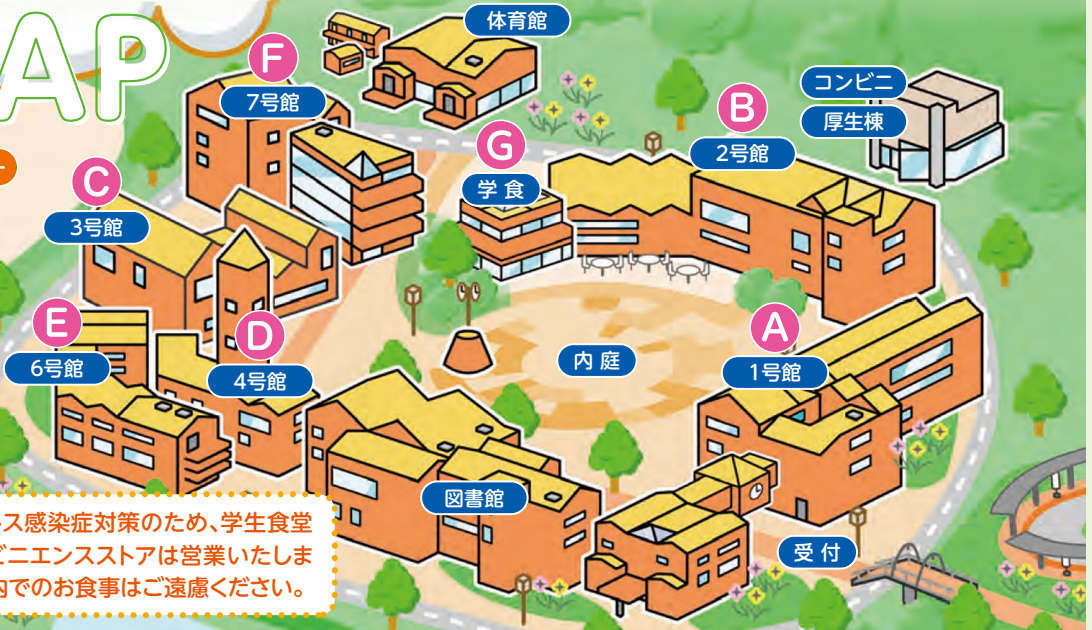 AP
体育館
F
7号館
コンビニ
厚生棟
B
2号館
G
学食
C
3号館
E
6号館
D
4号館
内庭
A
1号館
図書館
受付
ス感染症対策のため、学生食堂
ビニエンスストアは営業いたしま
内でのお食事はご遠慮ください。